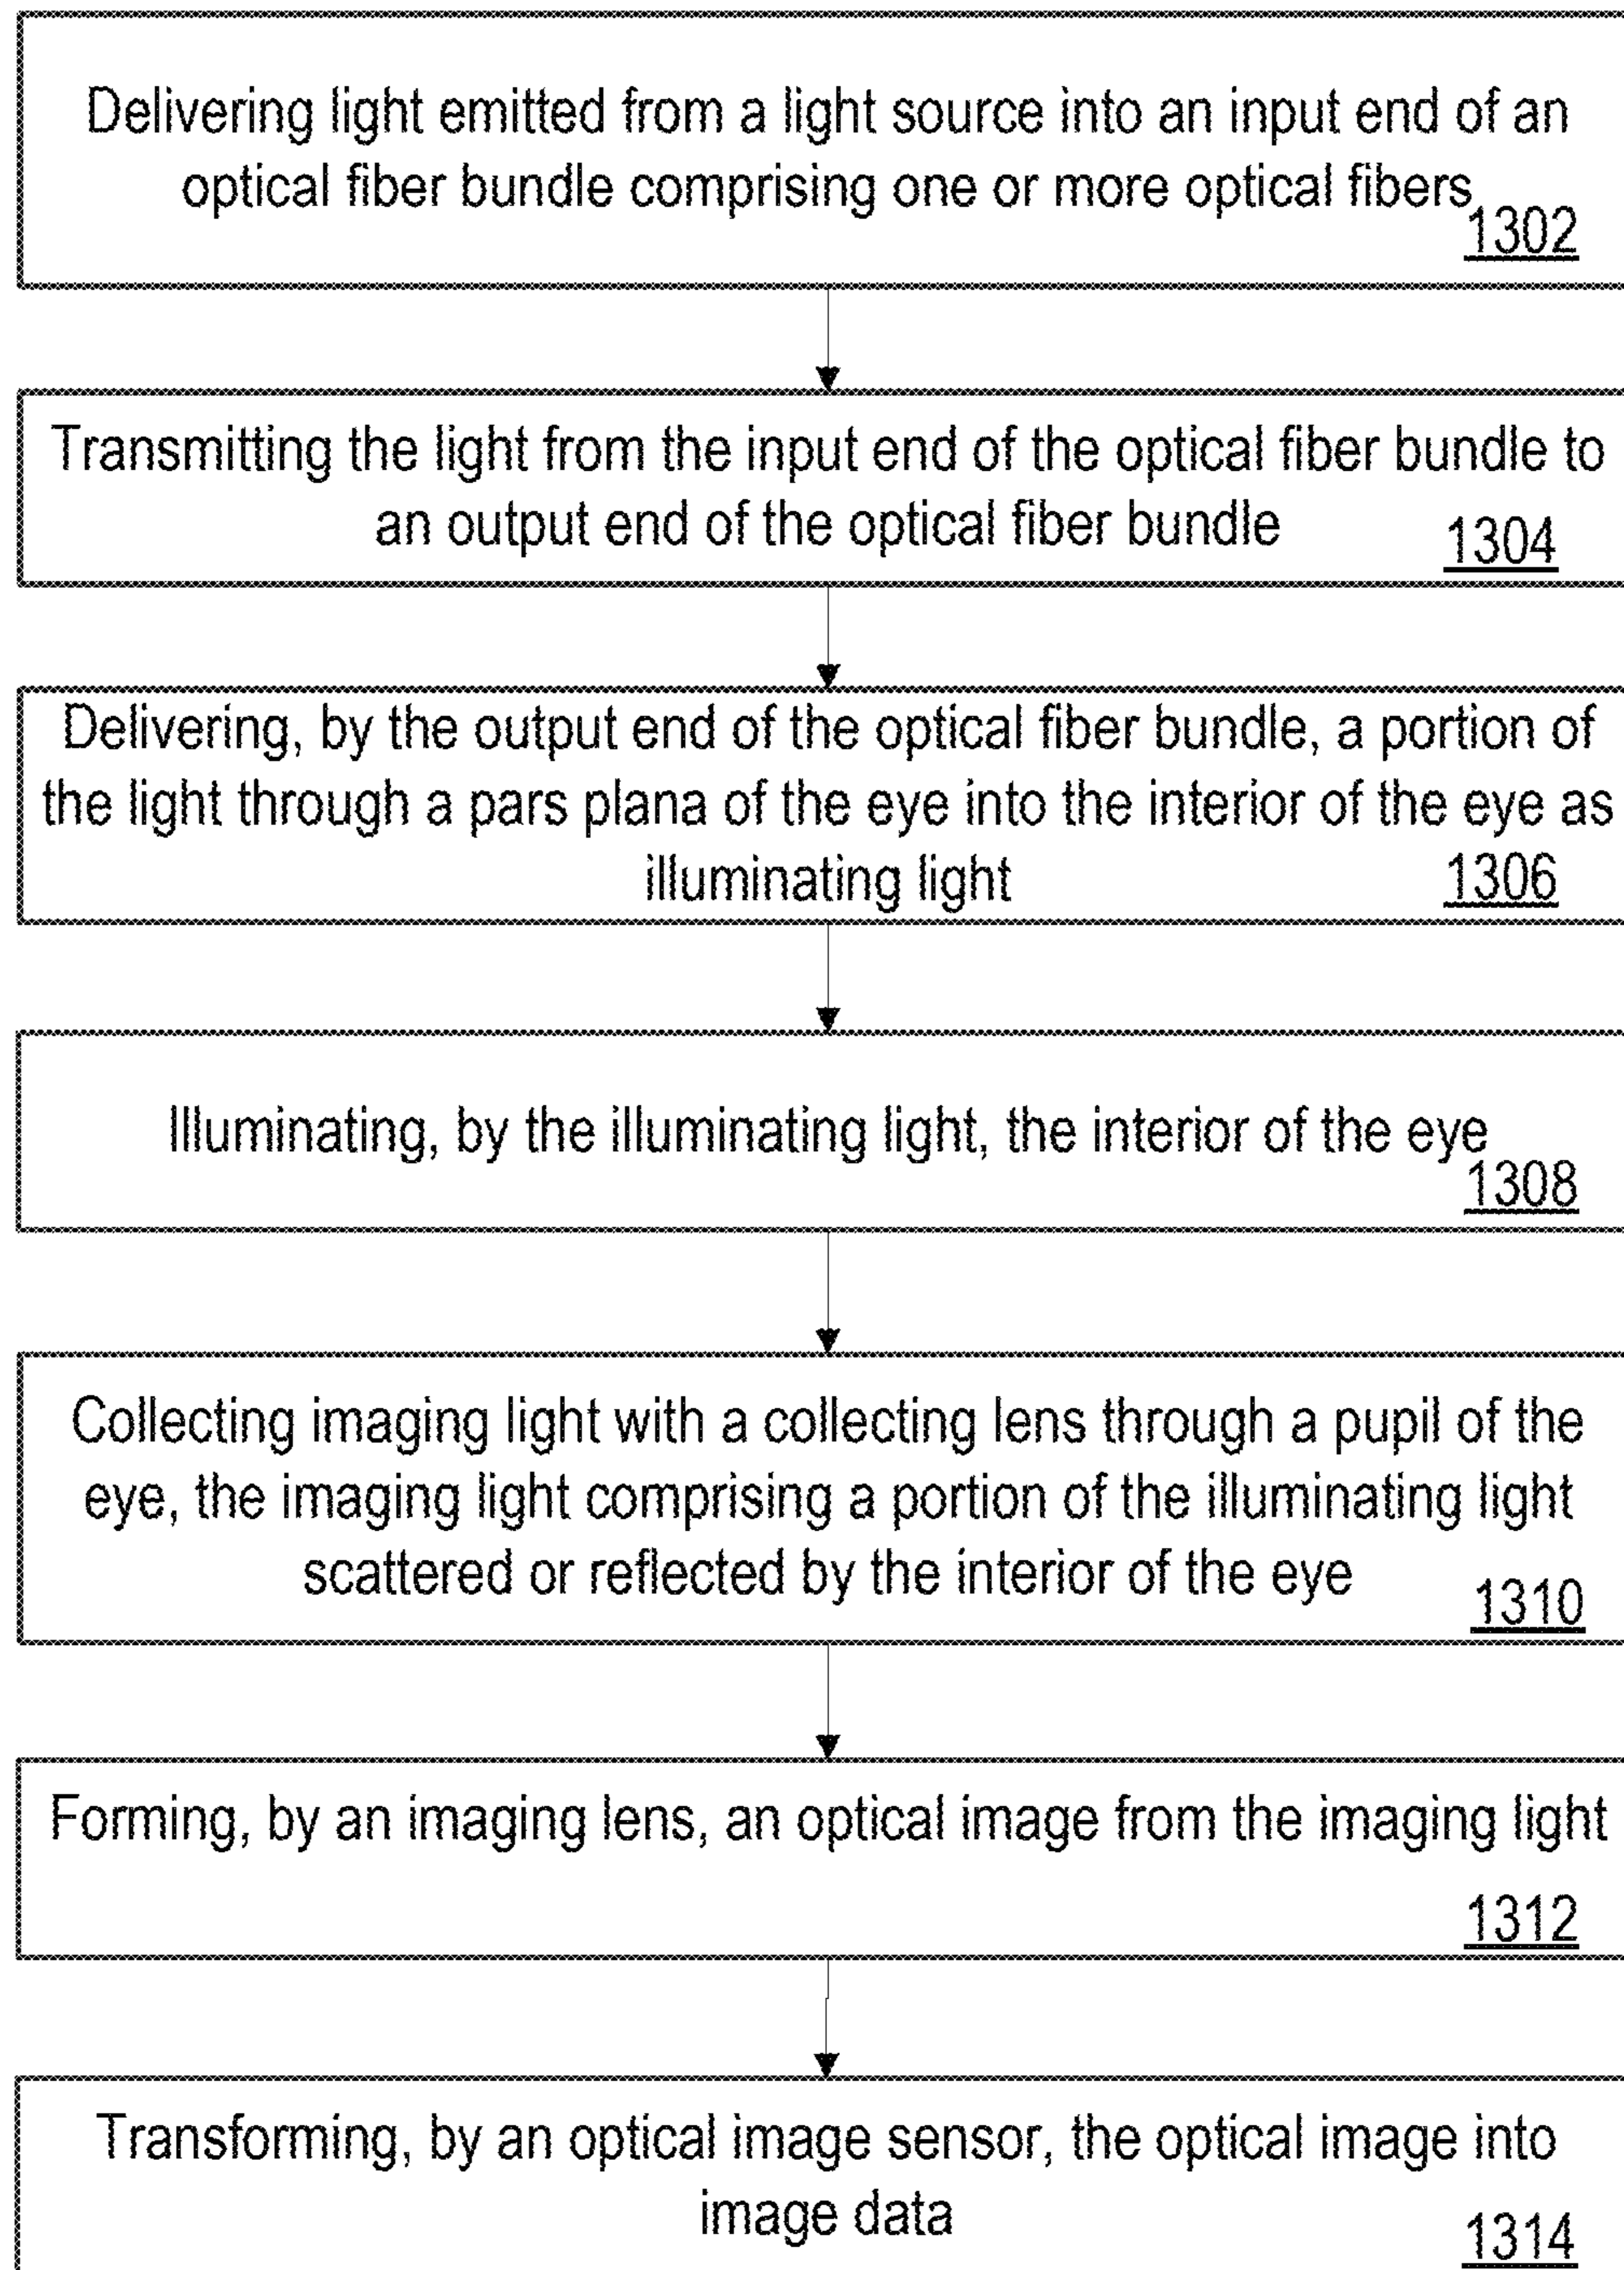 Delivering light emitted from a light source into an input end of an
optical fiber bundle comprising one or more optical fibers
1302
Transmitting the light from the input end of the optical fiber bundle to
an output end of the optical fiber bundle
1304
Delivering, by the output end of the optical fiber bundle, a portion of
the light through a pars plana of the eye into the interior of the eye as
illuminating light
1306
Illuminating, by the illuminating light, the interior of the eye
1308
Collecting imaging light with a collecting lens through a pupil of the
eye, the imaging light comprising a portion of the illuminating light
scattered or reflected by the interior of the eye
1310
Forming, by an imaging lens, an optical image from the imaging light
1312
Transforming, by an optical image sensor, the optical image into
image data
1314